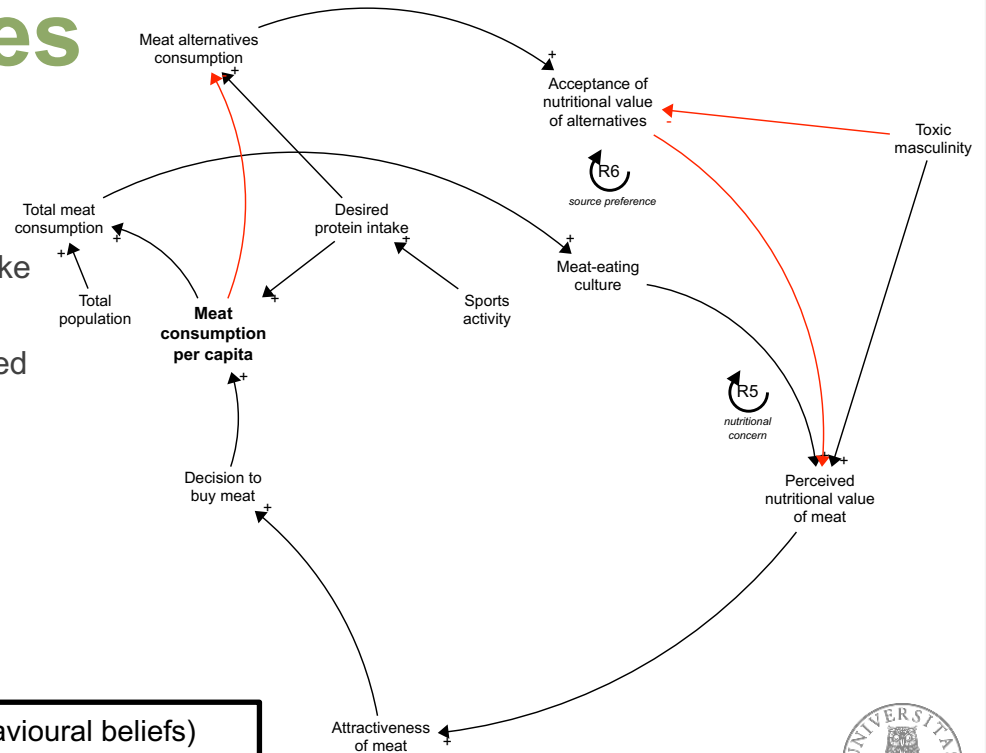 es
Meat alternatives
consumption
+
+
Acceptance of
nutritional value
of alternatives
-
Toxic
masculinity
R6
source preference
Total meat
consumption
+
+
Desired
protein intake
+
+
Meat-eating
culture
ke
Total
population
Meat
consumption
per capita
+
+
Sports
activity
ed
R5
nutritional
concern
+
Decision to
buy meat
+
Perceived
nutritional value
of meat
avioural beliefs)
Attractiveness
of meat
+
UNIVERSITA